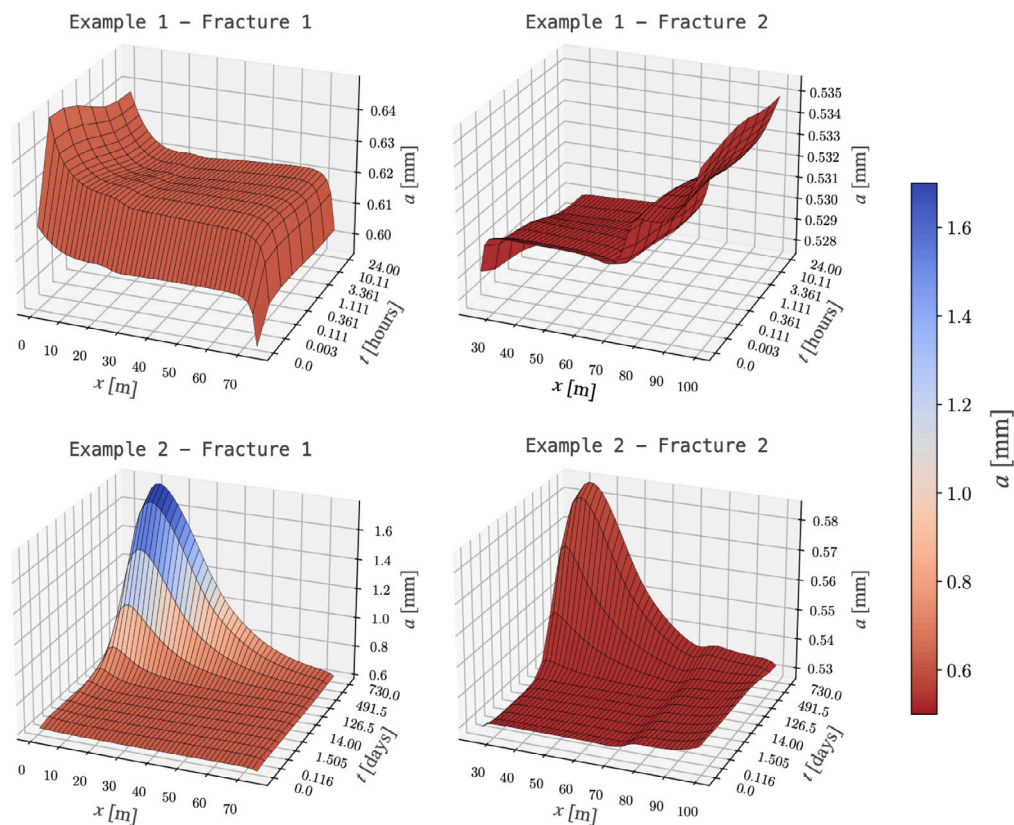 Example 1 – Fracture 1
0.64
0.63
0.62
0.61
0.60
a [mm]
24.00
10.11
3.361
1.111
0.361
0.111
0.003
0.0
t [hours]
0 10 20 30 40 50 60 70
x [m]
Example 1 – Fracture 2
0.535
0.534
0.533
0.532
0.531
0.530
0.529
0.528
a [mm]
24.00
10.11
3.361
1.111
0.361
0.111
0.003
0.0
t [hours]
30 40 50 60 70 80 90 100
x [m]
Example 2 – Fracture 1
1.6
1.4
1.2
1.0
0.8
0.6
a [mm]
730.0
491.5
126.5
14.00
1.505
0.116
0.0
t [days]
0 10 20 30 40 50 60 70
x [m]
Example 2 – Fracture 2
0.58
0.57
0.56
0.55
0.54
0.53
a [mm]
730.0
491.5
126.5
14.00
1.505
0.116
0.0
t [days]
30 40 50 60 70 80 90 100
x [m]
1.6
1.4
1.2
1.0
0.8
0.6
a [mm]